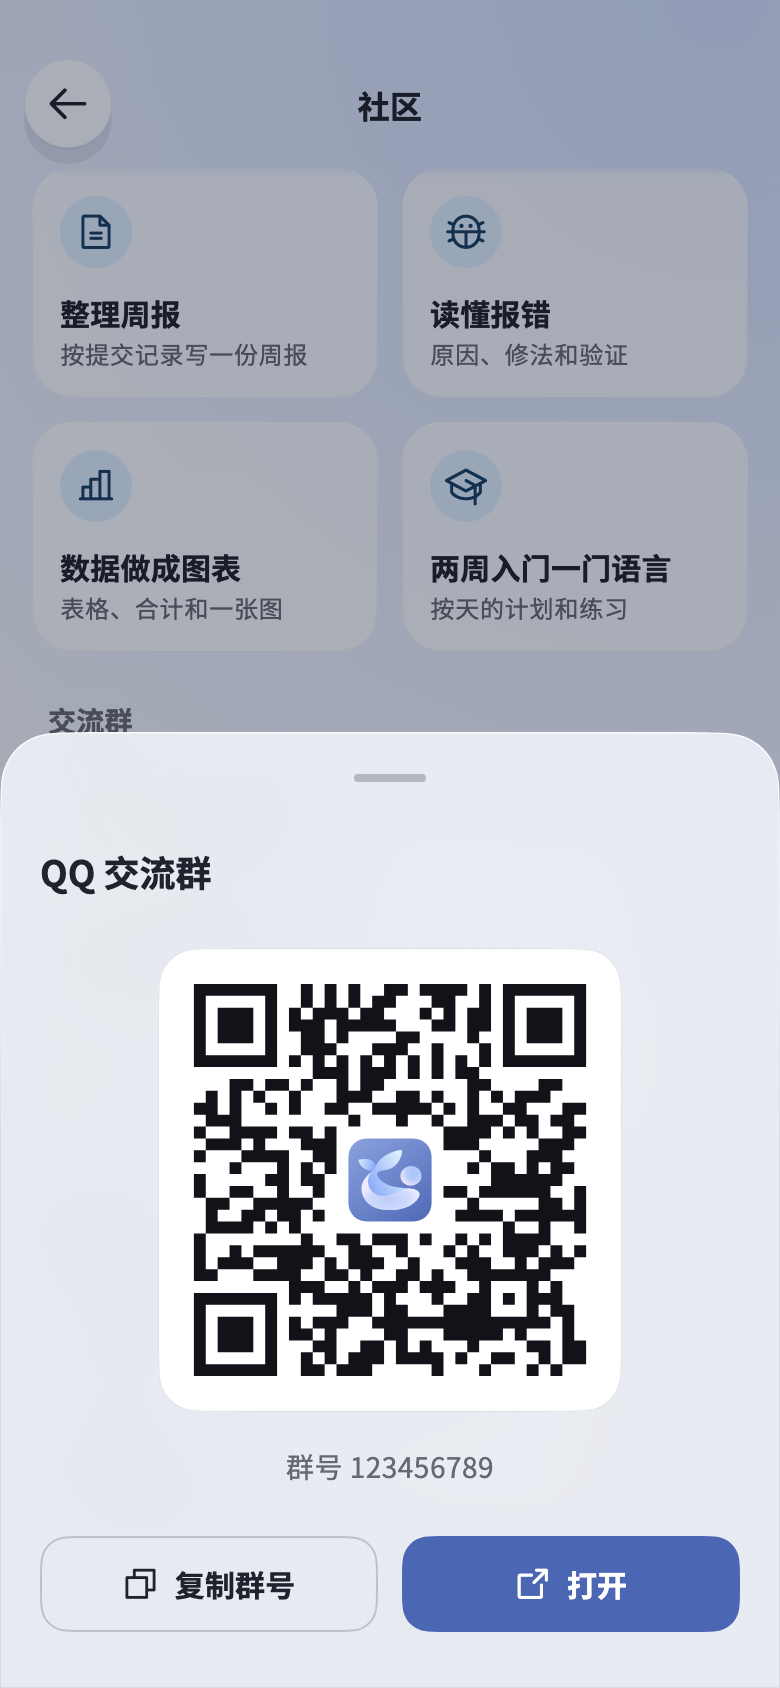 社区
整理周报
按提交记录写一份周报
读懂报错
原因、修法和验证
数据做成图表
表格、合计和一张图
两周入门一门语言
按天的计划和练习
交流群
QQ 交流群
群号 123456789
复制群号
打开